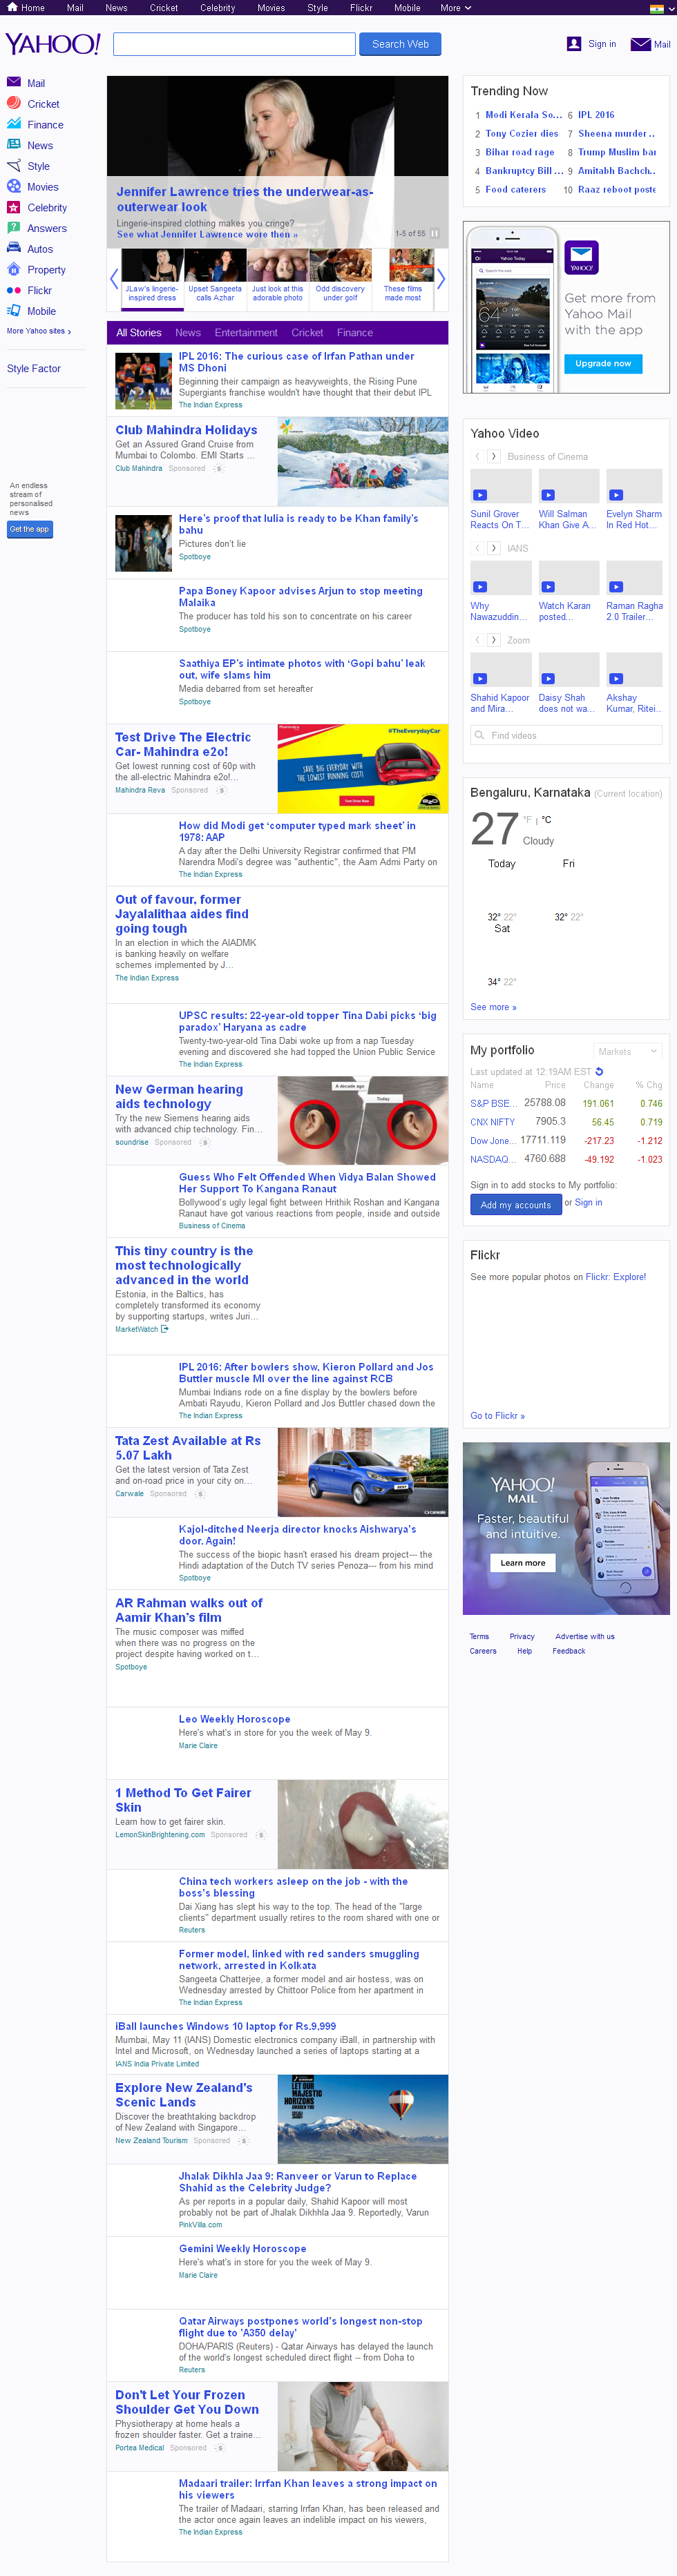 Home Mail News Cricket Celebrity Movies Style Flickr Mobile More
YAHOO!
Search Web
Sign in
Mail
Mail
Cricket
Finance
News
Style
Movies
Celebrity
Answers
Autos
Property
Flickr
Mobile
More Yahoo sites ›
Style Factor
An endless
stream of
personalised
news
Get the app
Jennifer Lawrence tries the underwear-as-
outerwear look
Lingerie-inspired clothing makes you cringe?
See what Jennifer Lawrence wore then »
1-5 of 55
JLaw's lingerie-
inspired dress
Upset Sangeeta
calls Azhar
Just look at this
adorable photo
Odd discovery
under golf
These films
made most
All Stories News Entertainment Cricket Finance
IPL 2016: The curious case of Irfan Pathan under
MS Dhoni
Beginning their campaign as heavyweights, the Rising Pune
Supergiants franchise wouldn't have thought that their debut IPL
The Indian Express
Club Mahindra Holidays
Get an Assured Grand Cruise from
Mumbai to Colombo. EMI Starts ...
Club Mahindra Sponsored
Here's proof that Iulia is ready to be Khan family's
bahu
Pictures don't lie
Spotboye
Papa Boney Kapoor advises Arjun to stop meeting
Malaika
The producer has told his son to concentrate on his career
Spotboye
Saathiya EP's intimate photos with 'Gopi bahu' leak
out, wife slams him
Media debarred from set hereafter
Spotboye
Test Drive The Electric
Car- Mahindra e2o!
Get lowest running cost of 60p with
the all-electric Mahindra e2o!...
Mahindra Reva Sponsored
#TheEverydayCar
SAVE BIG EVERYDAY WITH
THE LOWEST RUNNING COST!
How did Modi get 'computer typed mark sheet' in
1978: AAP
A day after the Delhi University Registrar confirmed that PM
Narendra Modi's degree was "authentic", the Aam Admi Party on
The Indian Express
Out of favour, former
Jayalalithaa aides find
going tough
In an election in which the AIADMK
is banking heavily on welfare
schemes implemented by J...
The Indian Express
UPSC results: 22-year-old topper Tina Dabi picks 'big
paradox' Haryana as cadre
Twenty-two-year-old Tina Dabi woke up from a nap Tuesday
evening and discovered she had topped the Union Public Service
The Indian Express
New German hearing
aids technology
Try the new Siemens hearing aids
with advanced chip technology. Fin...
soundrise Sponsored
A decade ago
Today
Guess Who Felt Offended When Vidya Balan Showed
Her Support To Kangana Ranaut
Bollywood's ugly legal fight between Hrithik Roshan and Kangana
Ranaut have got various reactions from people, inside and outside
Business of Cinema
This tiny country is the
most technologically
advanced in the world
Estonia, in the Baltics, has
completely transformed its economy
by supporting startups, writes Juri...
MarketWatch
IPL 2016: After bowlers show, Kieron Pollard and Jos
Buttler muscle MI over the line against RCB
Mumbai Indians rode on a fine display by the bowlers before
Ambati Rayudu, Kieron Pollard and Jos Buttler chased down the
The Indian Express
Tata Zest Available at Rs
5.07 Lakh
Get the latest version of Tata Zest
and on-road price in your city on...
Carwale Sponsored
Kajol-ditched Neerja director knocks Aishwarya's
door. Again!
The success of the biopic hasn't erased his dream project--- the
Hindi adaptation of the Dutch TV series Penoza--- from his mind
Spotboye
AR Rahman walks out of
Aamir Khan's film
The music composer was miffed
when there was no progress on the
project despite having worked on t...
Spotboye
Leo Weekly Horoscope
Here's what's in store for you the week of May 9.
Marie Claire
1 Method To Get Fairer
Skin
Learn how to get fairer skin.
LemonSkinBrightening.com Sponsored
China tech workers asleep on the job - with the
boss's blessing
Dai Xiang has slept his way to the top. The head of the "large
clients" department usually retires to the room shared with one or
Reuters
Former model, linked with red sanders smuggling
network, arrested in Kolkata
Sangeeta Chatterjee, a former model and air hostess, was on
Wednesday arrested by Chittoor Police from her apartment in
The Indian Express
iBall launches Windows 10 laptop for Rs.9,999
Mumbai, May 11 (IANS) Domestic electronics company iBall, in partnership with
Intel and Microsoft, on Wednesday launched a series of laptops starting at a
IANS India Private Limited
Explore New Zealand's
Scenic Lands
Discover the breathtaking backdrop
of New Zealand with Singapore...
New Zealand Tourism Sponsored
LET OUR
MAJESTIC
HORIZONS
Jhalak Dikhla Jaa 9: Ranveer or Varun to Replace
Shahid as the Celebrity Judge?
As per reports in a popular daily, Shahid Kapoor will most
probably not be part of Jhalak Dikhhla Jaa 9. Reportedly, Varun
PinkVilla.com
Gemini Weekly Horoscope
Here's what's in store for you the week of May 9.
Marie Claire
Qatar Airways postpones world's longest non-stop
flight due to 'A350 delay'
DOHA/PARIS (Reuters) - Qatar Airways has delayed the launch
of the world's longest scheduled direct flight -- from Doha to
Reuters
Don't Let Your Frozen
Shoulder Get You Down
Physiotherapy at home heals a
frozen shoulder faster. Get a traine...
Portea Medical Sponsored
Madaari trailer: Irrfan Khan leaves a strong impact on
his viewers
The trailer of Madaari, starring Irrfan Khan, has been released and
the actor once again leaves an indelible impact on his viewers,
The Indian Express
Trending Now
1 Modi Kerala So...
2 Tony Cozier dies
3 Bihar road rage
4 Bankruptcy Bill ...
5 Food caterers
6 IPL 2016
7 Sheena murder ..
8 Trump Muslim bar
9 Amitabh Bachch..
10 Raaz reboot poste
Yahoo Today
64°
YAHOO!
Get more from
Yahoo Mail
with the app
Upgrade now
Yahoo Video
Business of Cinema
Sunil Grover
Reacts On T...
Will Salman
Khan Give A...
Evelyn Sharm
In Red Hot...
IANS
Why
Nawazuddin...
Watch Karan
posted...
Raman Ragha
2.0 Trailer...
Zoom
Shahid Kapoor
and Mira...
Daisy Shah
does not wa...
Akshay
Kumar, Ritei..
Find videos
Bengaluru, Karnataka (Current location)
27 °F | °C
Cloudy
Today Fri
32° 22° 32° 22°
Sat
34° 22°
See more »
My portfolio
Markets
Last updated at 12:19AM EST
Name Price Change % Chg
S&P BSE... 25788.08 191.061 0.746
CNX NIFTY 7905.3 56.45 0.719
Dow Jone... 17711.119 -217.23 -1.212
NASDAQ... 4760.688 -49.192 -1.023
Sign in to add stocks to My portfolio:
Add my accounts or Sign in
Flickr
See more popular photos on Flickr: Explore!
Go to Flickr »
YAHOO!
MAIL
Faster, beautiful
and intuitive.
Learn more
Terms Privacy Advertise with us
Careers Help Feedback